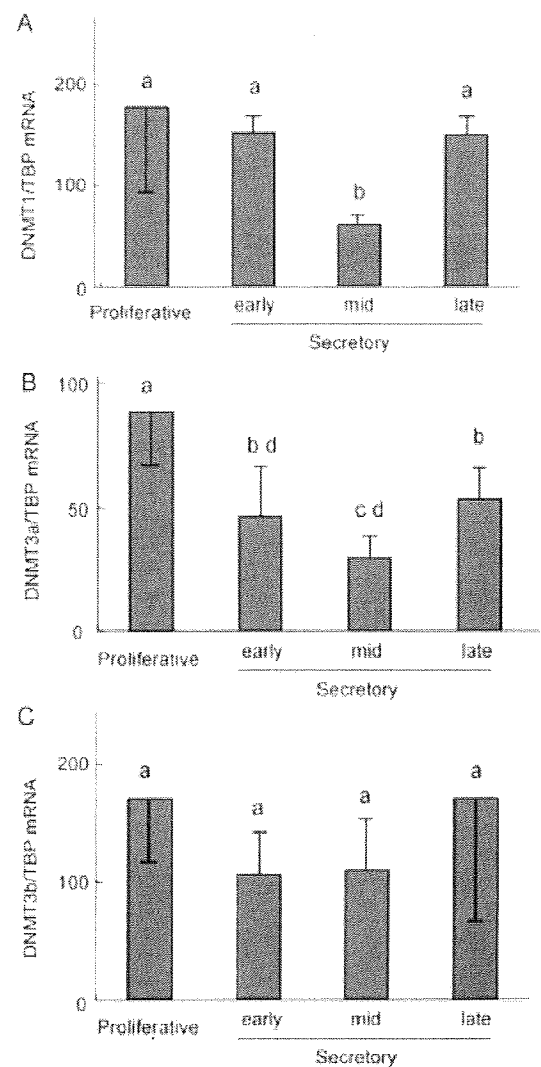 A
DNMT1/TBP mRNA
200
100
0
a
a
b
a
Proliferative
early
mid
late
Secretory
B
DNMT3a/TBP mRNA
100
50
0
a
b d
c d
b
Proliferative
early
mid
late
Secretory
C
DNMT3b/TBP mRNA
200
100
0
a
a
a
a
Proliferative
early
mid
late
Secretory